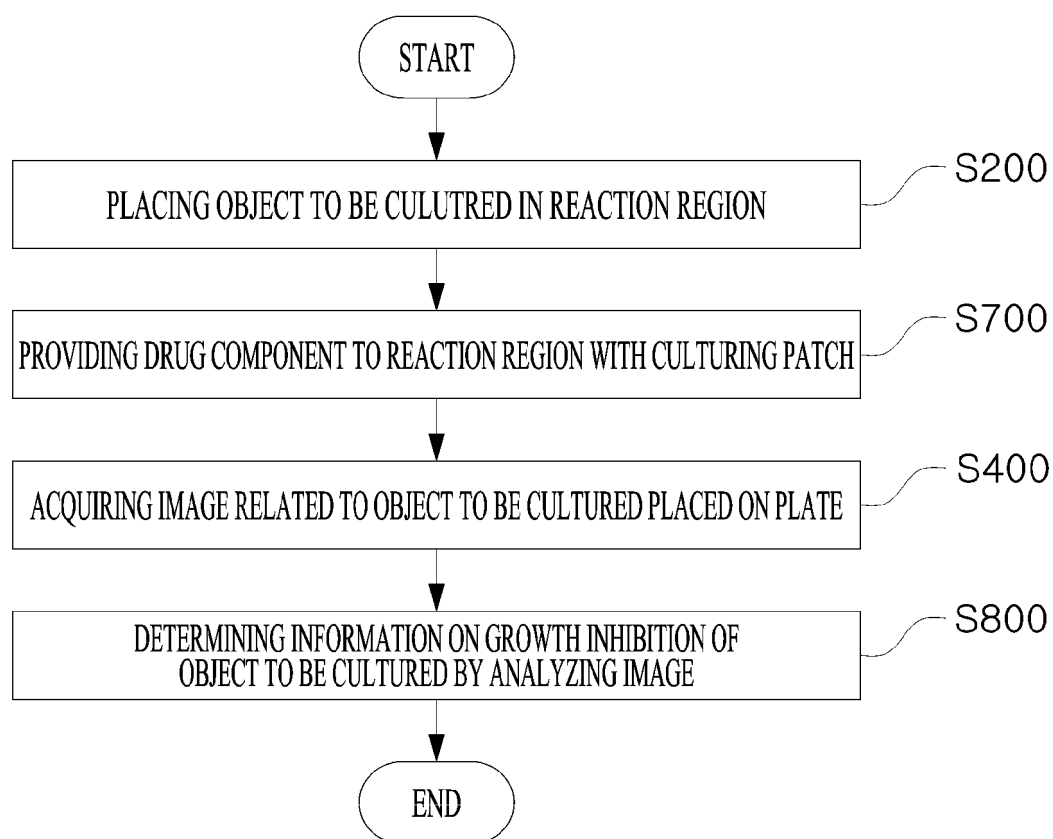 START
PLACING OBJECT TO BE CULUTRED IN REACTION REGION
S200
PROVIDING DRUG COMPONENT TO REACTION REGION WITH CULTURING PATCH
S700
ACQUIRING IMAGE RELATED TO OBJECT TO BE CULTURED PLACED ON PLATE
S400
DETERMINING INFORMATION ON GROWTH INHIBITION OF
OBJECT TO BE CULTURED BY ANALYZING IMAGE
S800
END